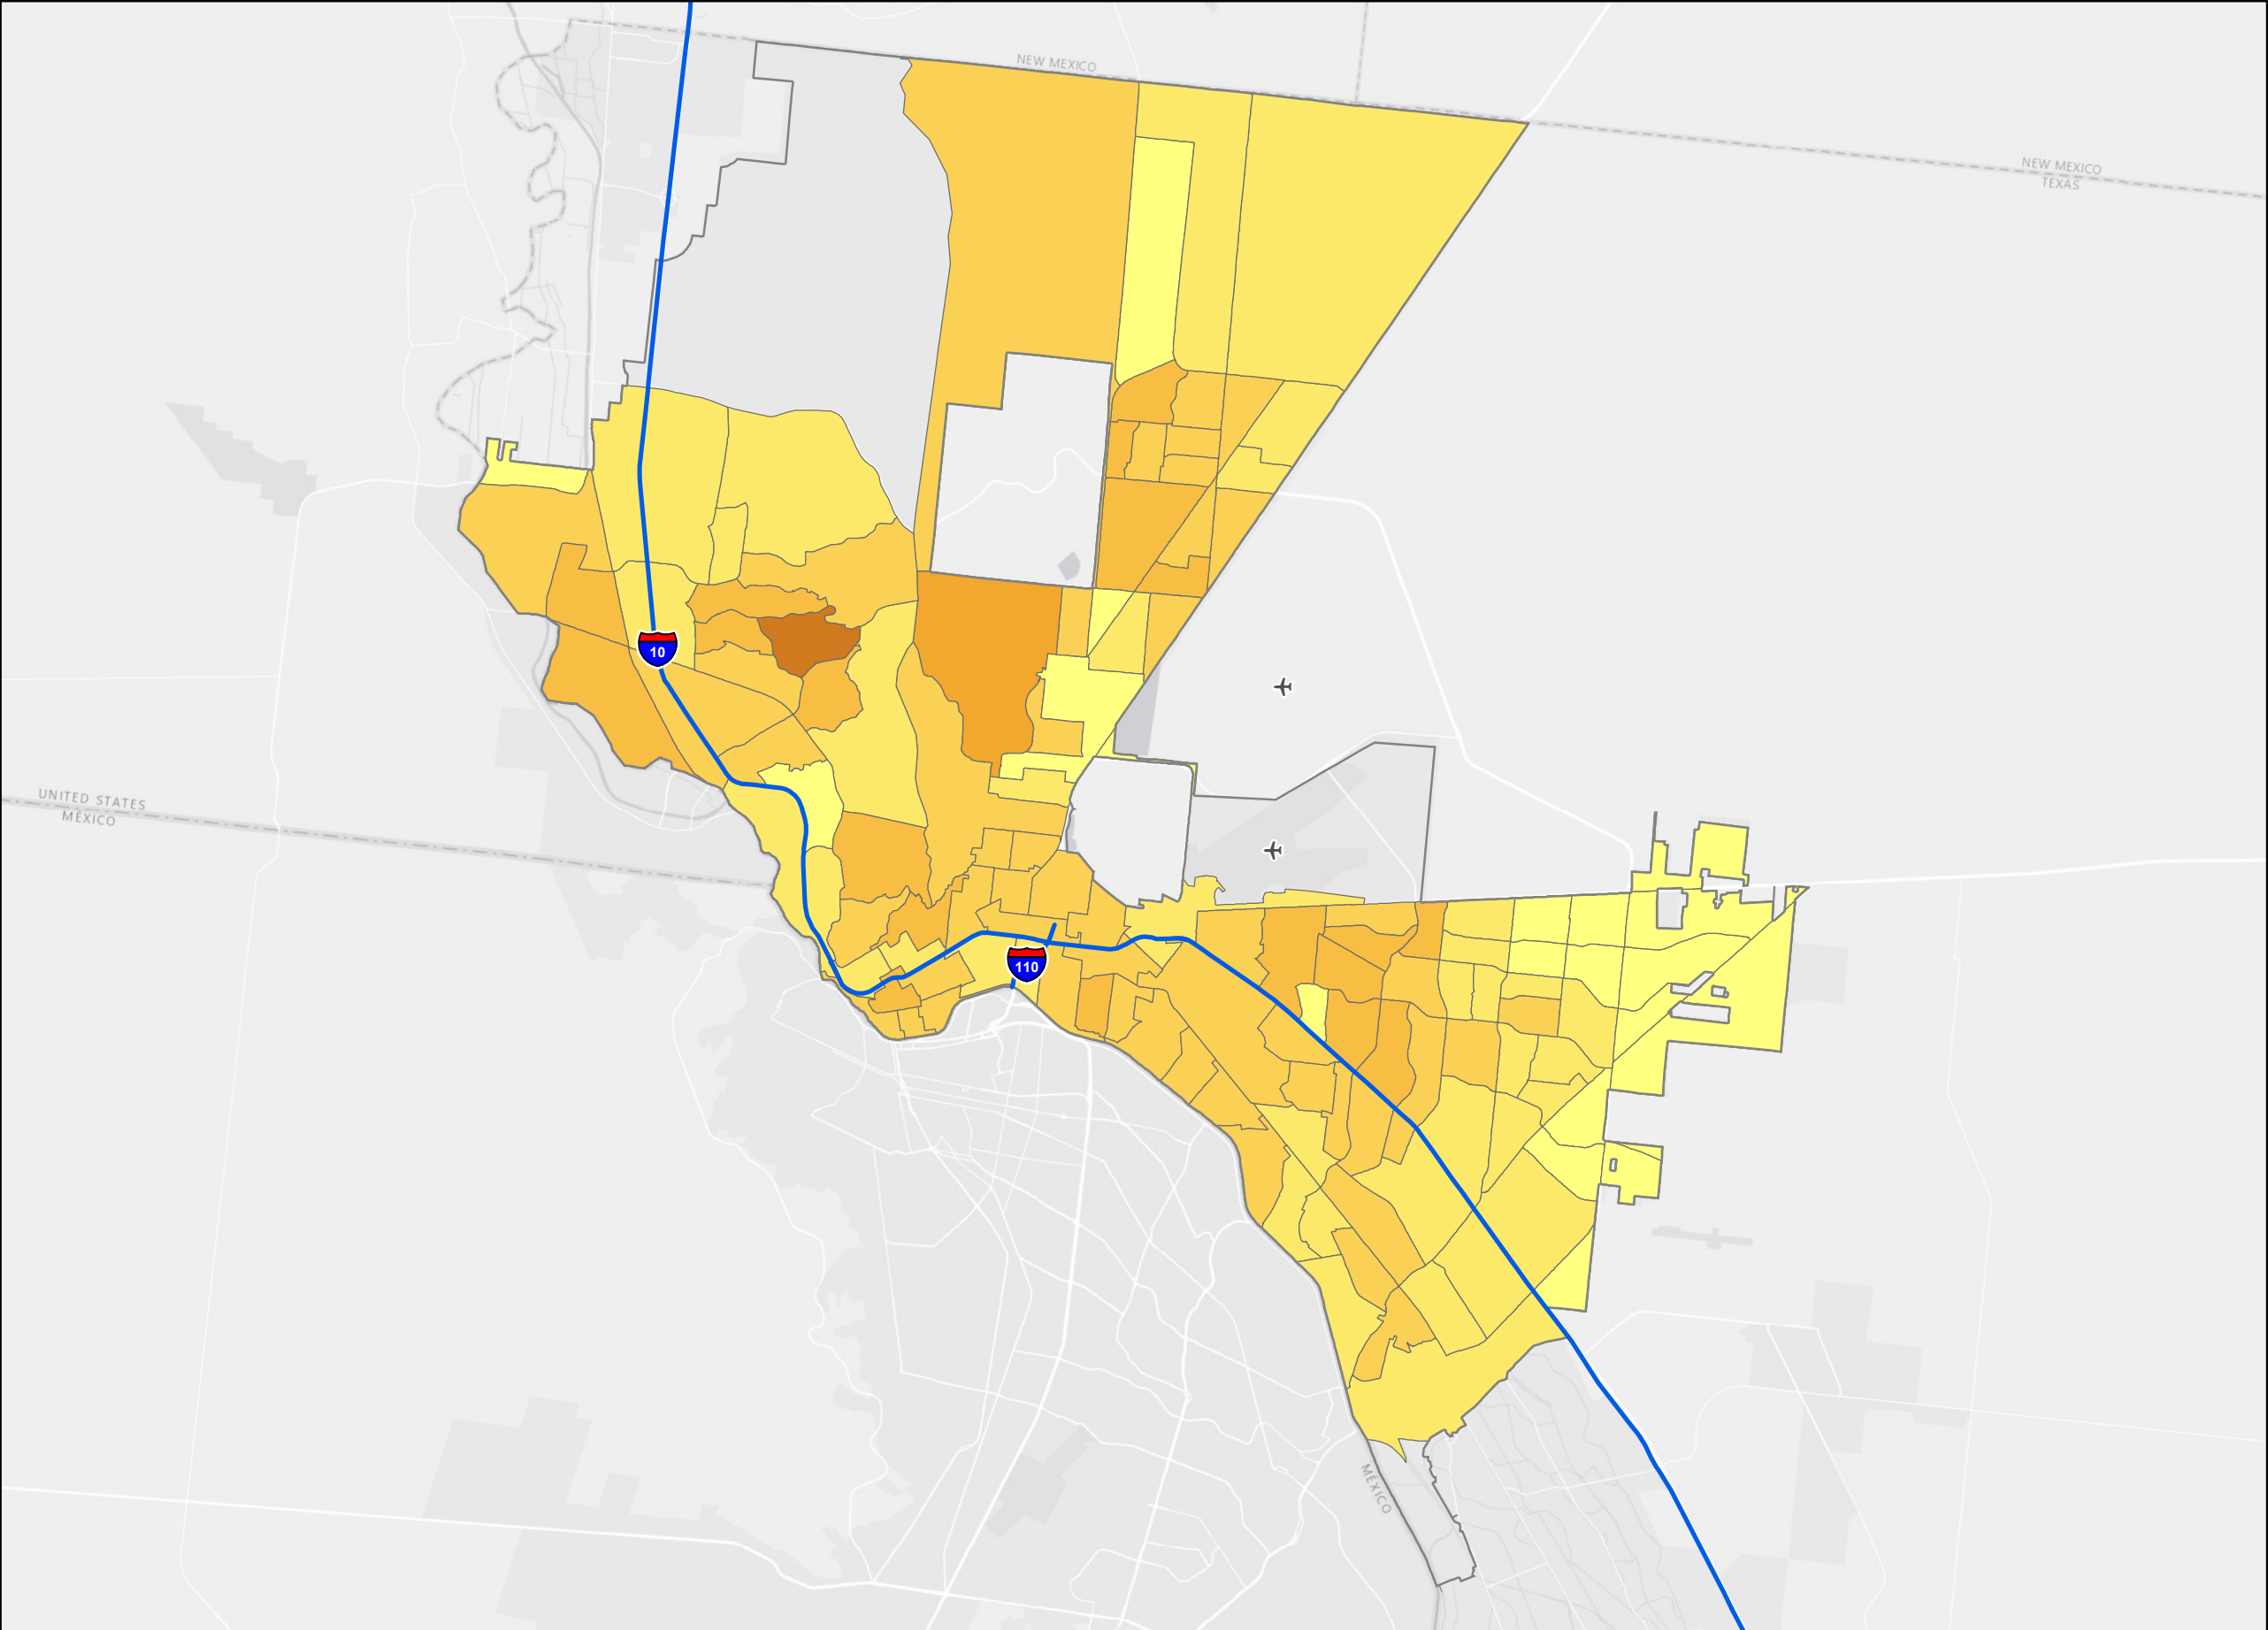 NEW MEXICO
NEW MEXICO
TEXAS
10
UNITED STATES
MÉXICO
110
MÉXICO